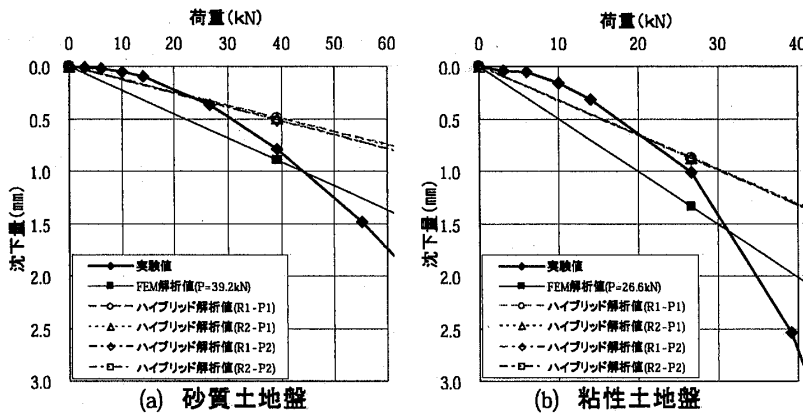 荷量(kN)
0 10 20 30 40 50 60
0.0
0.5
1.0
1.5
2.0
2.5
3.0
沈下量(mm)
実験値
FEM解析値(P=39.2kN)
ハイブリッド解析値(R1-P1)
ハイブリッド解析値(R2-P1)
ハイブリッド解析値(R1-P2)
ハイブリッド解析値(R2-P2)
(a) 砂質土地盤
荷量(kN)
0 10 20 30 40
0.0
0.5
1.0
1.5
2.0
2.5
3.0
沈下量(mm)
実験値
FEM解析値(P=26.6kN)
ハイブリッド解析値(R1-P1)
ハイブリッド解析値(R2-P1)
ハイブリッド解析値(R1-P2)
ハイブリッド解析値(R2-P2)
(b) 粘性土地盤